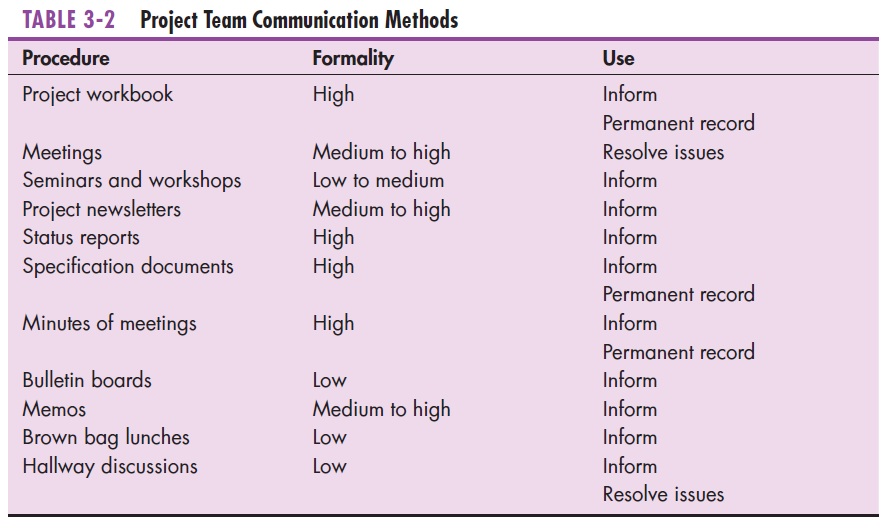 TABLE 3-2 Project Team Communication Methods
Procedure Formality Use
Project workbook High Inform
Permanent record
Meetings Medium to high Resolve issues
Seminars and workshops Low to medium Inform
Project newsletters Medium to high Inform
Status reports High Inform
Specification documents High Inform
Permanent record
Minutes of meetings High Inform
Permanent record
Bulletin boards Low Inform
Memos Medium to high Inform
Brown bag lunches Low Inform
Hallway discussions Low Inform
Resolve issues